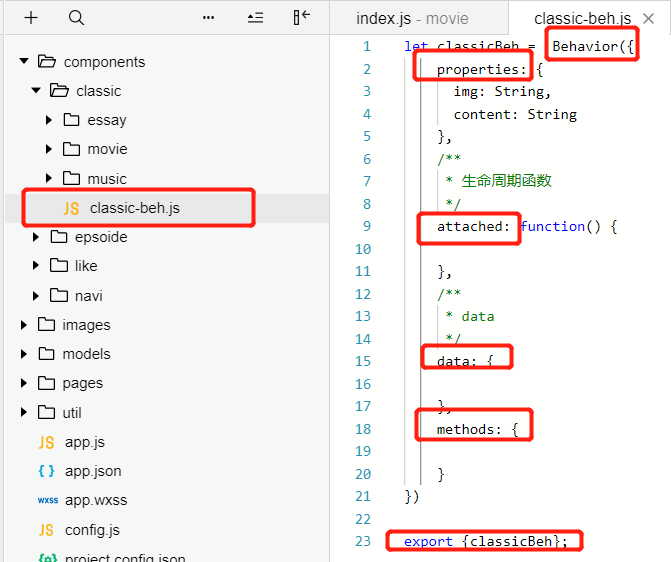 index.js - movie
classic-beh.js
components
classic
essay
movie
music
JS classic-beh.js
epsoide
like
navi
images
models
pages
util
JS app.js
{ } app.json
wxss app.wxss
JS config.js
project.config.json
1 let classicBeh = Behavior({
2 properties: {
3 img: String,
4 content: String
5 },
6 /**
7 * 生命周期函数
8 */
9 attached: function() {
10
11 },
12 /**
13 * data
14 */
15 data: {
16
17 },
18 methods: {
19
20 }
21 })
22
23 export {classicBeh};